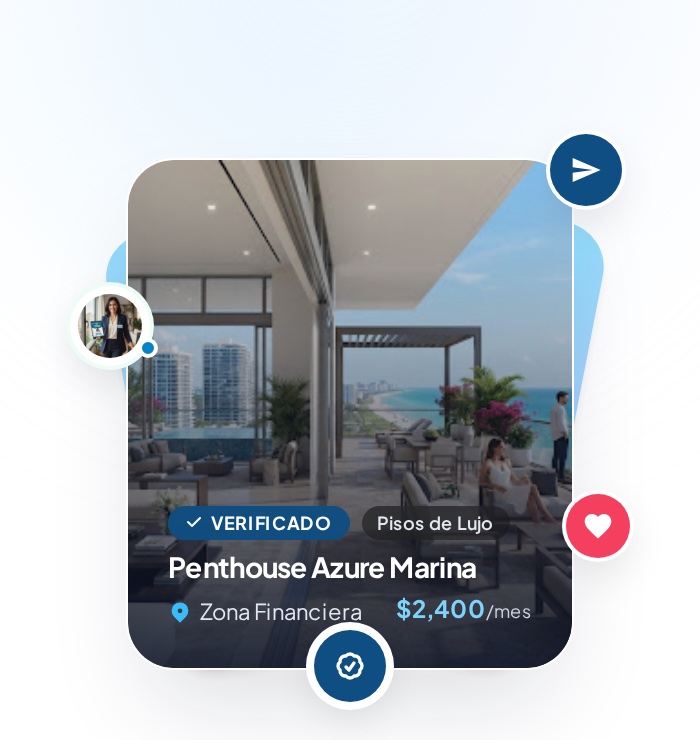 VERIFICADO
Pisos de Lujo
Penthouse Azure Marina
Zona Financiera
$2,400/mes